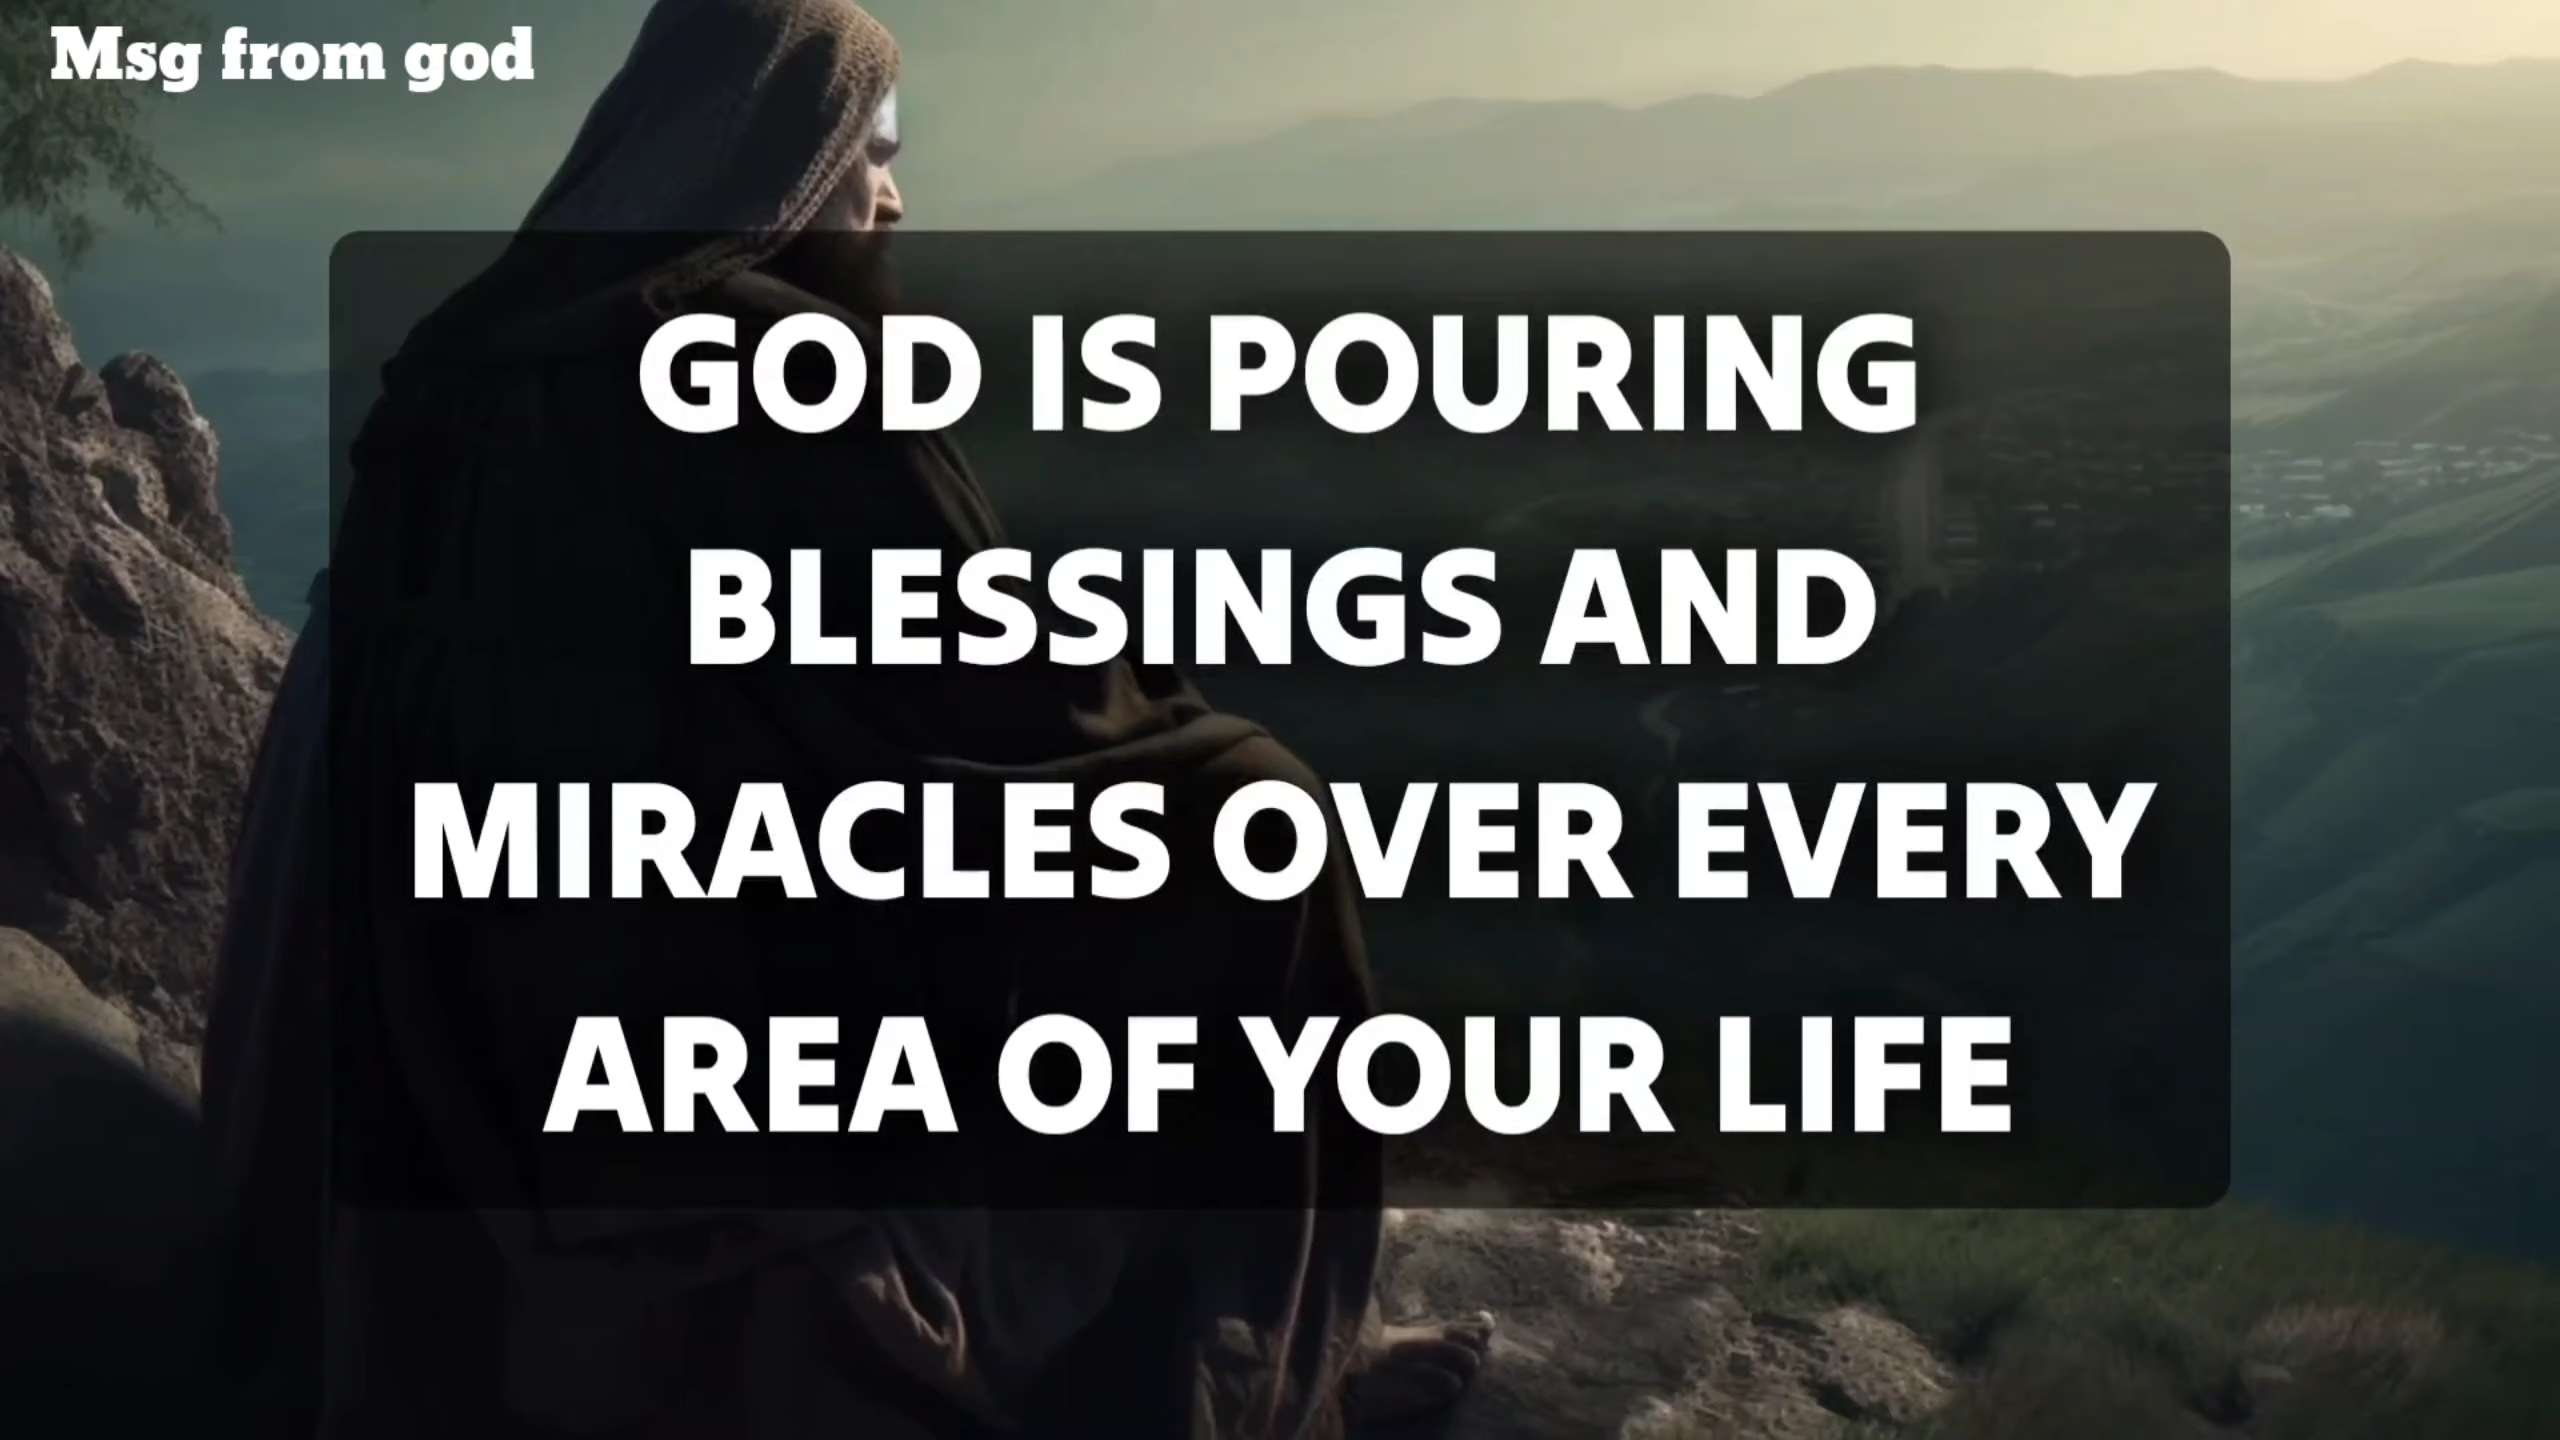 Msg from god
GOD IS POURING
BLESSINGS AND
MIRACLES OVER EVERY
AREA OF YOUR LIFE